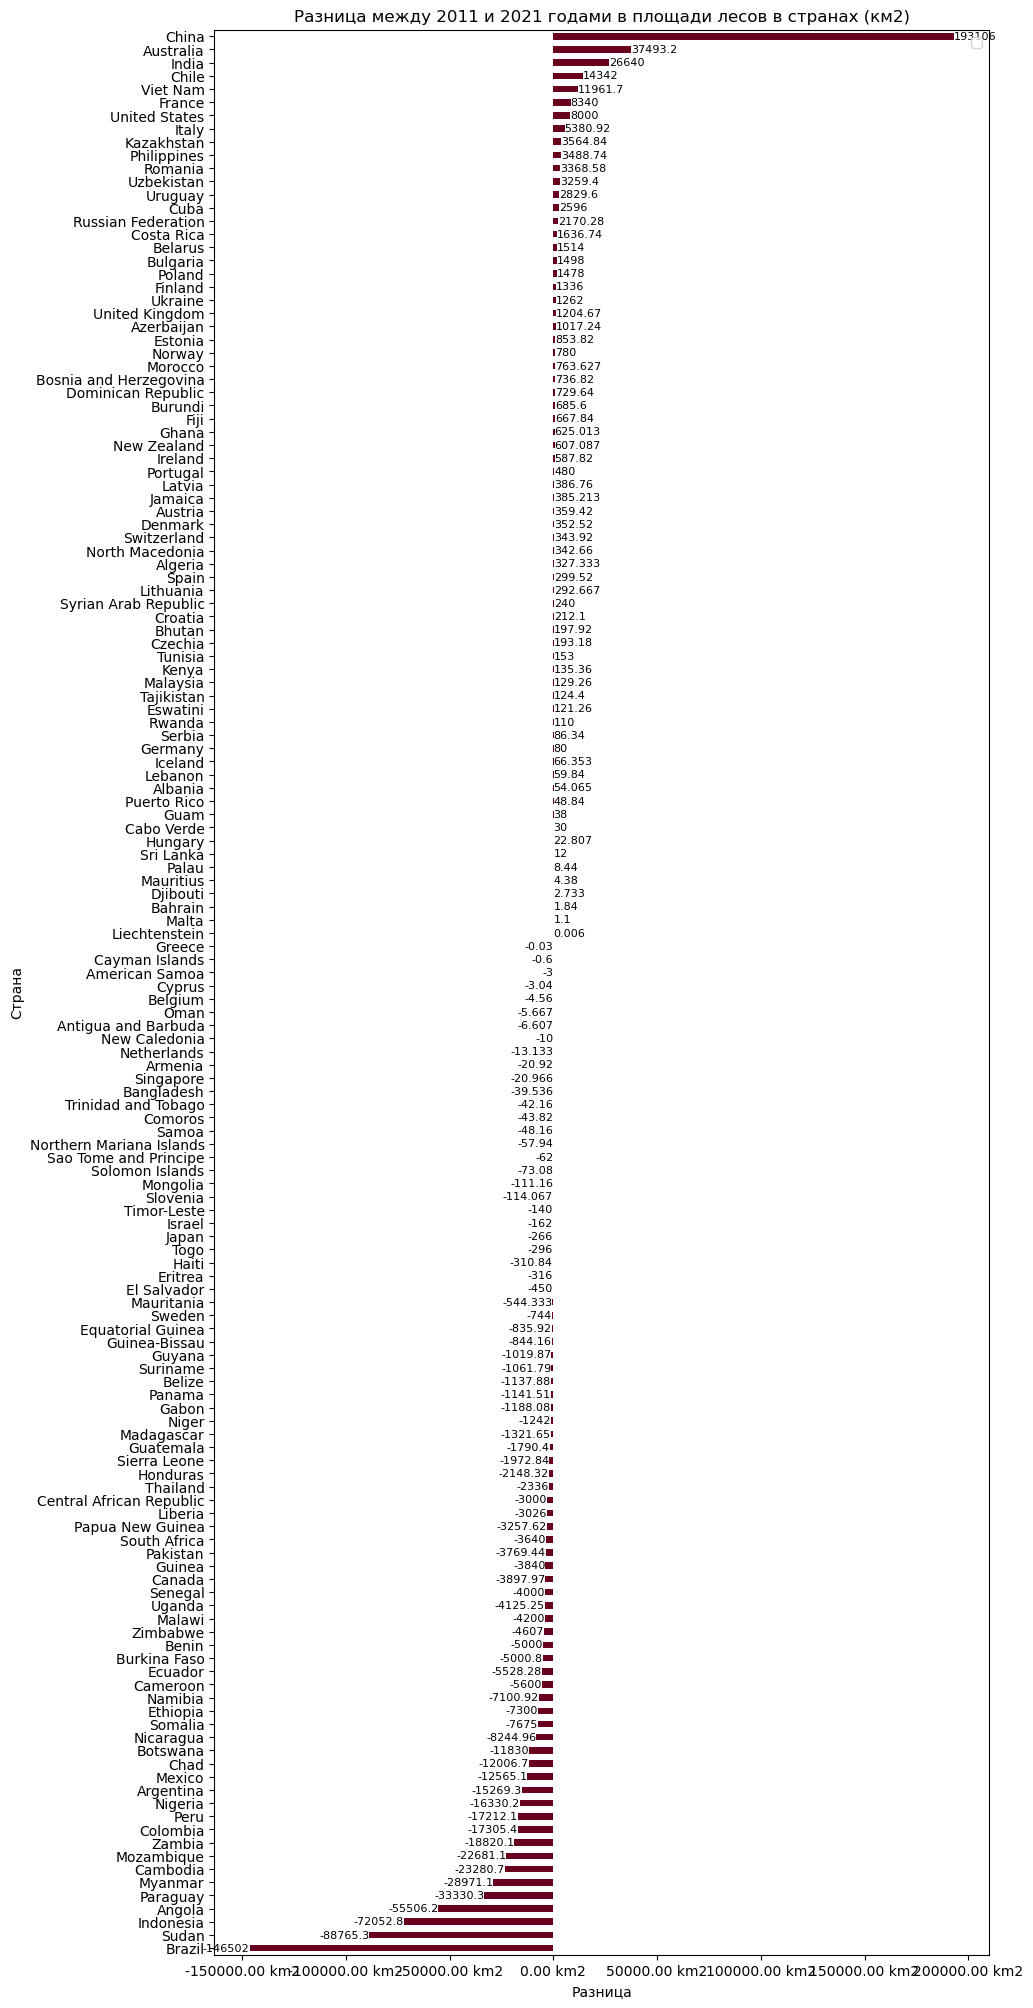 Разница между 2011 и 2021 годами в площади лесов в странах (км2)
China 193106
Australia 37493.2
India 26640
Chile 14342
Viet Nam 11961.7
France 8340
United States 8000
Italy 5380.92
Kazakhstan 3564.84
Philippines 3488.74
Romania 3368.58
Uzbekistan 3259.4
Uruguay 2829.6
Cuba 2596
Russian Federation 2170.28
Costa Rica 1636.74
Belarus 1514
Bulgaria 1498
Poland 1478
Finland 1336
Ukraine 1262
United Kingdom 1204.67
Azerbaijan 1017.24
Estonia 853.82
Norway 780
Morocco 763.627
Bosnia and Herzegovina 736.82
Dominican Republic 729.64
Burundi 685.6
Fiji 667.84
Ghana 625.013
New Zealand 607.087
Ireland 587.82
Portugal 480
Latvia 386.76
Jamaica 385.213
Austria 359.42
Denmark 352.52
Switzerland 343.92
North Macedonia 342.66
Algeria 327.333
Spain 299.52
Lithuania 292.667
Syrian Arab Republic 240
Croatia 212.1
Bhutan 197.92
Czechia 193.18
Tunisia 153
Kenya 135.36
Malaysia 129.26
Tajikistan 124.4
Eswatini 121.26
Rwanda 110
Serbia 86.34
Germany 80
Iceland 66.353
Lebanon 59.84
Albania 54.065
Puerto Rico 48.84
Guam 38
Cabo Verde 30
Hungary 22.807
Sri Lanka 12
Palau 8.44
Mauritius 4.38
Djibouti 2.733
Bahrain 1.84
Malta 1.1
Liechtenstein 0.006
Greece -0.03
Cayman Islands -0.6
American Samoa -3
Cyprus -3.04
Belgium -4.56
Oman -5.667
Antigua and Barbuda -6.607
New Caledonia -10
Netherlands -13.133
Armenia -20.92
Singapore -20.966
Bangladesh -39.536
Trinidad and Tobago -42.16
Comoros -43.82
Samoa -48.16
Northern Mariana Islands -57.94
Sao Tome and Principe -62
Solomon Islands -73.08
Mongolia -111.16
Slovenia -114.067
Timor-Leste -140
Israel -162
Japan -266
Togo -296
Haiti -310.84
Eritrea -316
El Salvador -450
Mauritania -544.333
Sweden -744
Equatorial Guinea -835.92
Guinea-Bissau -844.16
Guyana -1019.87
Suriname -1061.79
Belize -1137.88
Panama -1141.51
Gabon -1188.08
Niger -1242
Madagascar -1321.65
Guatemala -1790.4
Sierra Leone -1972.84
Honduras -2148.32
Thailand -2336
Central African Republic -3000
Liberia -3026
Papua New Guinea -3257.62
South Africa -3640
Pakistan -3769.44
Guinea -3840
Canada -3897.97
Senegal -4000
Uganda -4125.25
Malawi -4200
Zimbabwe -4607
Benin -5000
Burkina Faso -5000.8
Ecuador -5528.28
Cameroon -5600
Namibia -7100.92
Ethiopia -7300
Somalia -7675
Nicaragua -8244.96
Botswana -11830
Chad -12006.7
Mexico -12565.1
Argentina -15269.3
Nigeria -16330.2
Peru -17212.1
Colombia -17305.4
Zambia -18820.1
Mozambique -22681.1
Cambodia -23280.7
Myanmar -28971.1
Paraguay -33330.3
Angola -55506.2
Indonesia -72052.8
Sudan -88765.3
Brazil -146502
Страна
-150000.00 km2 -100000.00 km2 -50000.00 km2 0.00 km2 50000.00 km2 100000.00 km2 150000.00 km2 200000.00 km2
Разница